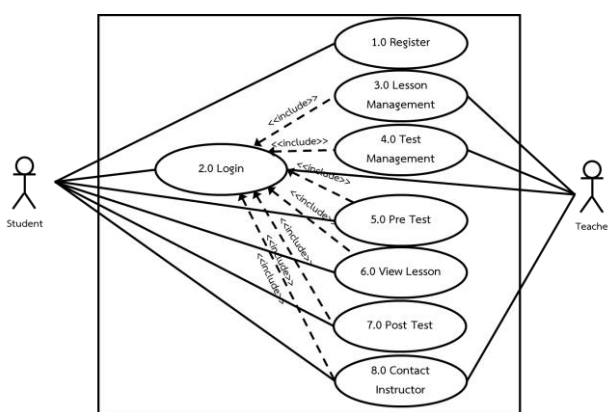 1.0 Register
3.0 Lesson
Management
<<include>>
4.0 Test
Management
<<include>>
2.0 Login
<<include>>
5.0 Pre Test
<<include>>
6.0 View Lesson
<<include>>
<<include>>
7.0 Post Test
8.0 Contact
Instructor
Student
Teache